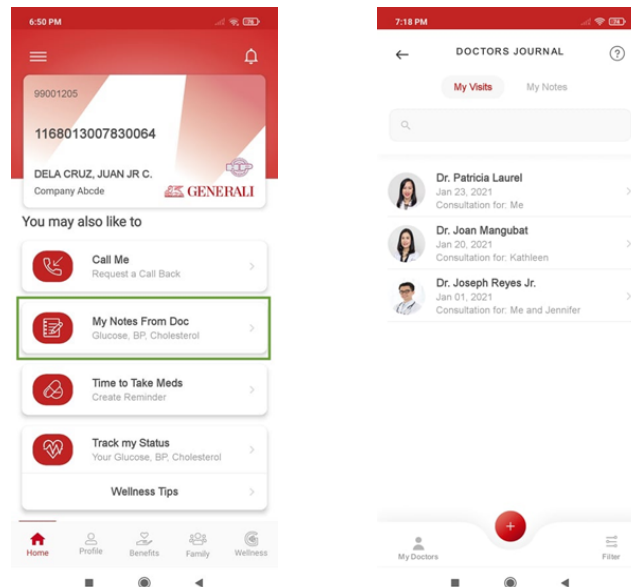 6:50 PM
99001205
1168013007830064
DELA CRUZ, JUAN JR C.
Company Abcde
GENERALI
You may also like to
Call Me
Request a Call Back
My Notes From Doc
Glucose, BP, Cholesterol
Time to Take Meds
Create Reminder
Track my Status
Your Glucose, BP, Cholesterol
Wellness Tips
Home
Profile
Benefits
Family
Wellness
7:18 PM
DOCTORS JOURNAL
?
My Visits
My Notes
Dr. Patricia Laurel
Jan 23, 2021
Consultation for: Me
Dr. Joan Mangubat
Jan 20, 2021
Consultation for: Kathleen
Dr. Joseph Reyes Jr.
Jan 01, 2021
Consultation for: Me and Jennifer
My Doctors
Filter